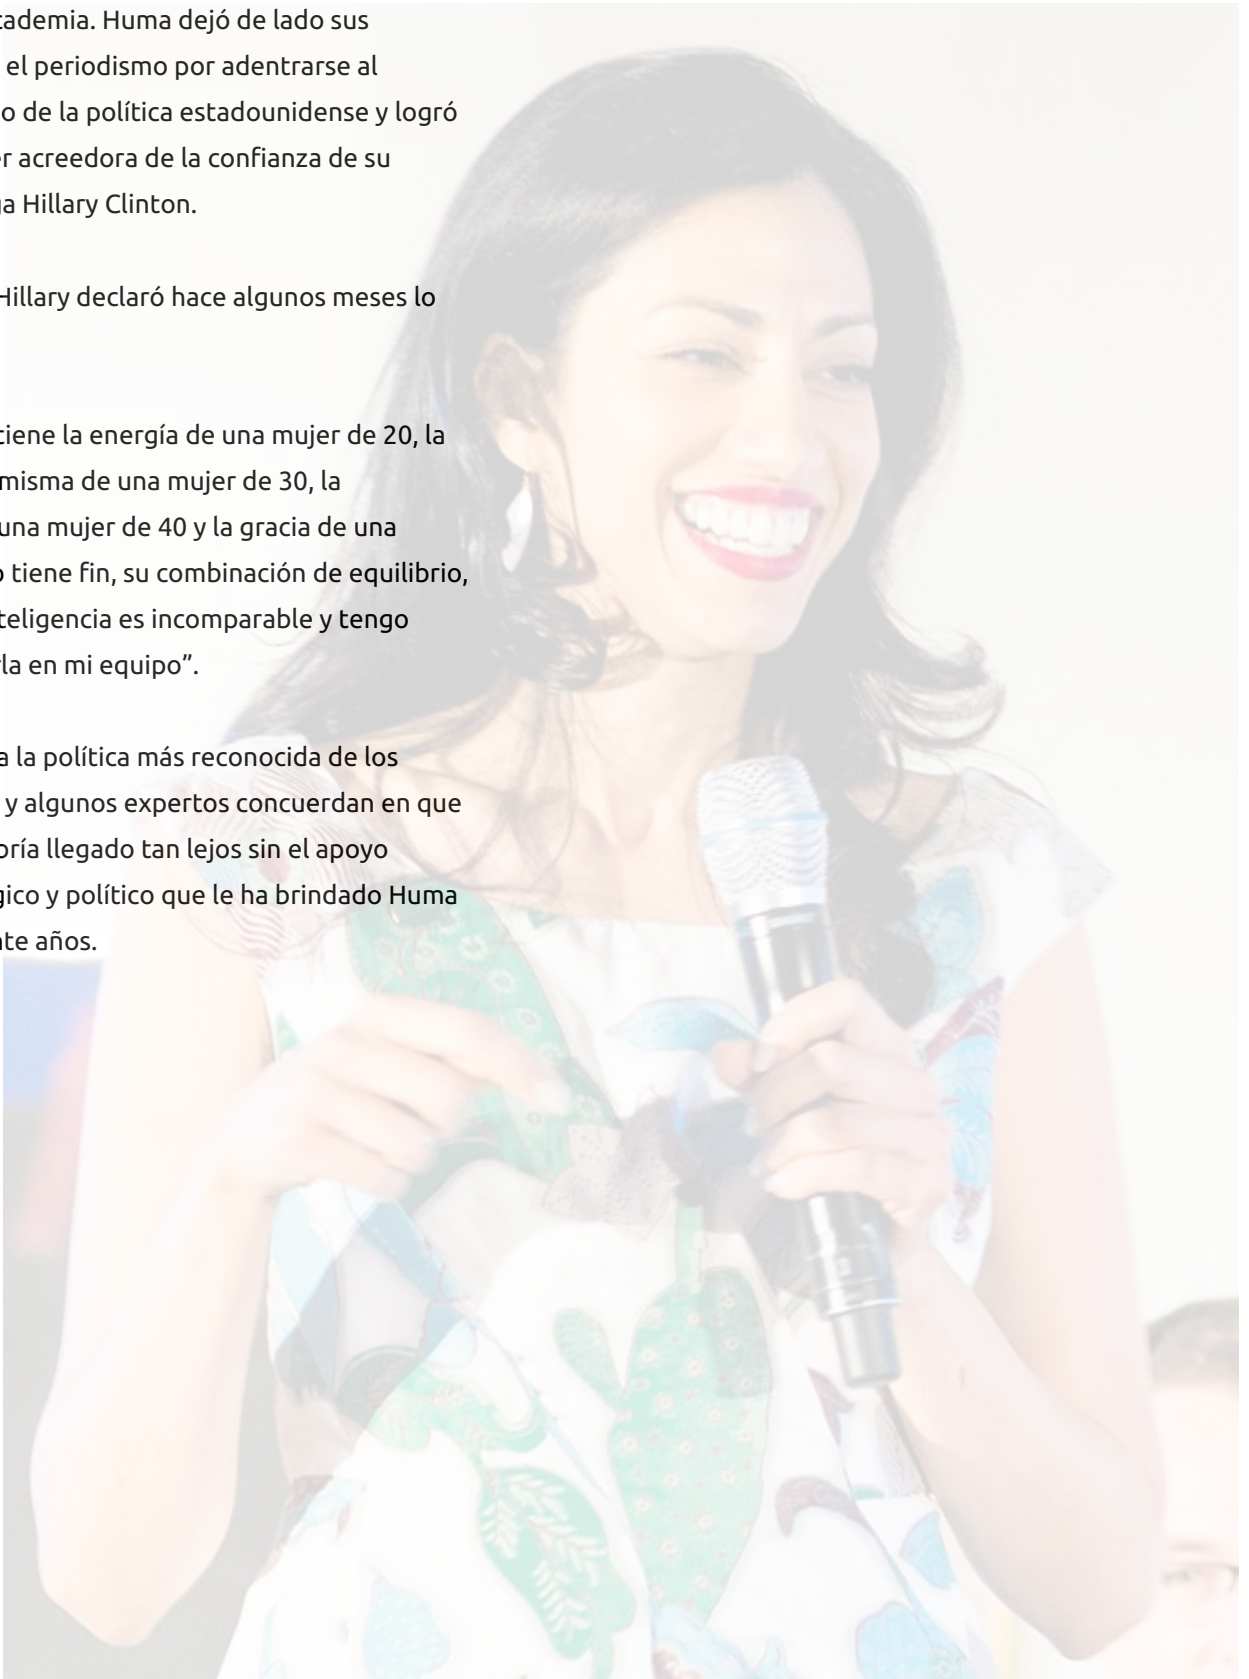 cademia. Huma dejó de lado sus
el periodismo por adentrarse al
o de la política estadounidense y logró
r acreedora de la confianza de su
ga Hillary Clinton.
Hillary declaró hace algunos meses lo
tiene la energía de una mujer de 20, la
misma de una mujer de 30, la
una mujer de 40 y la gracia de una
o tiene fin, su combinación de equilibrio,
teligencia es incomparable y tengo
rla en mi equipo”.
a la política más reconocida de los
y algunos expertos concuerdan en que
bría llegado tan lejos sin el apoyo
gico y político que le ha brindado Huma
nte años.